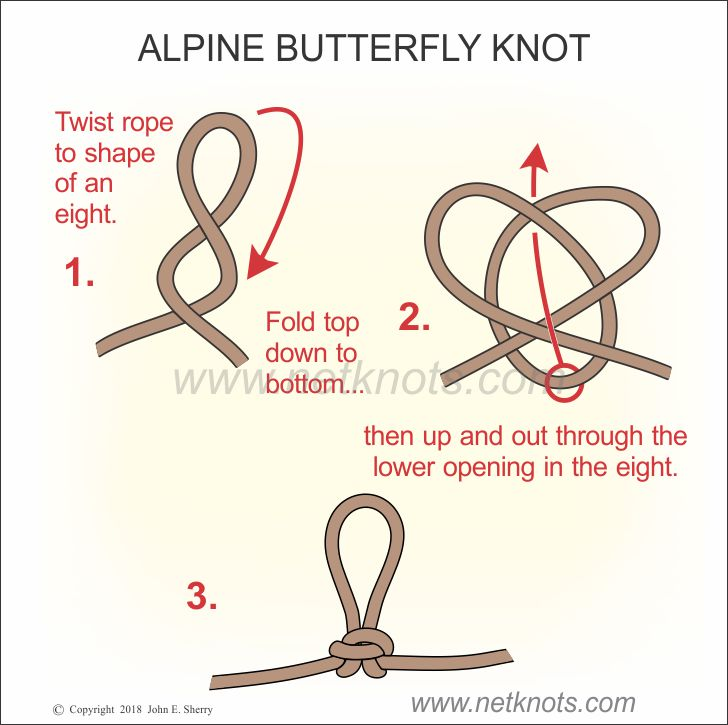 ALPINE BUTTERFLY KNOT
Twist rope
to shape
of an
eight.
1.
Fold top
down to
bottom...
2.
www.netknots.com
then up and out through the
lower opening in the eight.
3.
© Copyright 2018 John E. Sherry
www.netknots.com